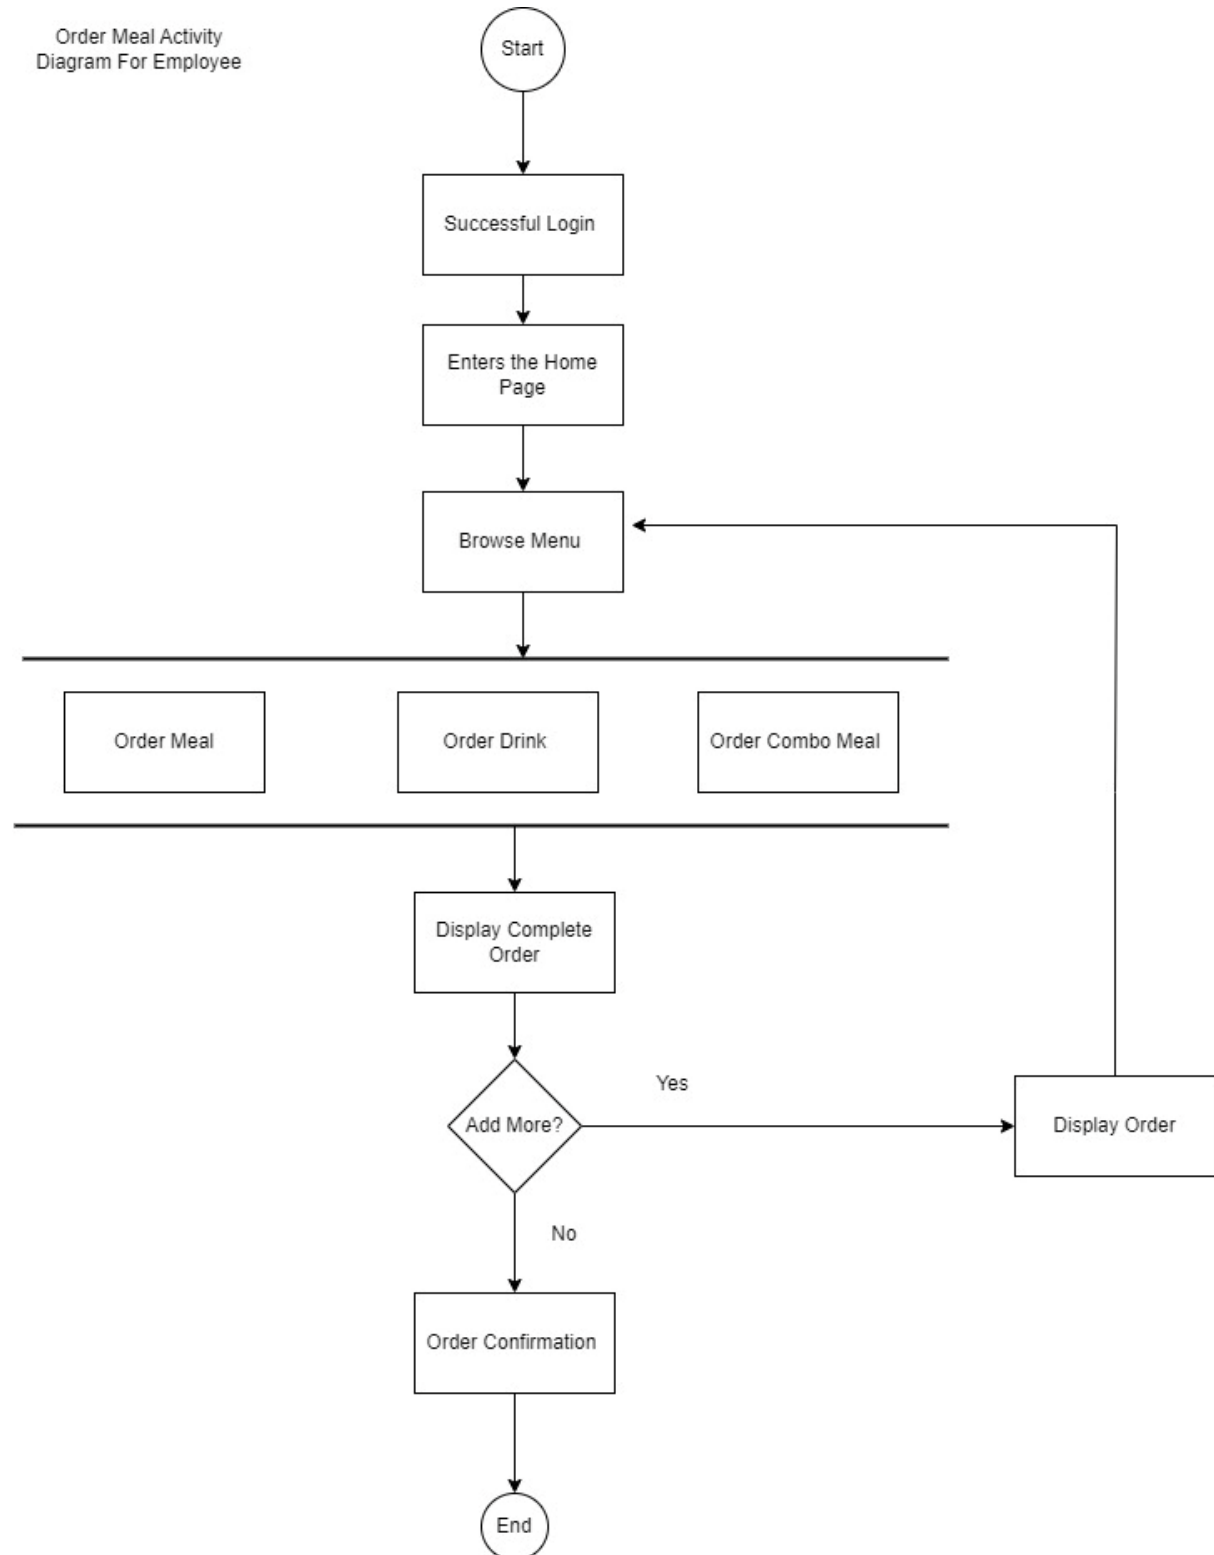 Order Meal Activity
Diagram For Employee
Start
Successful Login
Enters the Home
Page
Browse Menu
Order Meal
Order Drink
Order Combo Meal
Display Complete
Order
Yes
Add More?
Display Order
No
Order Confirmation
End